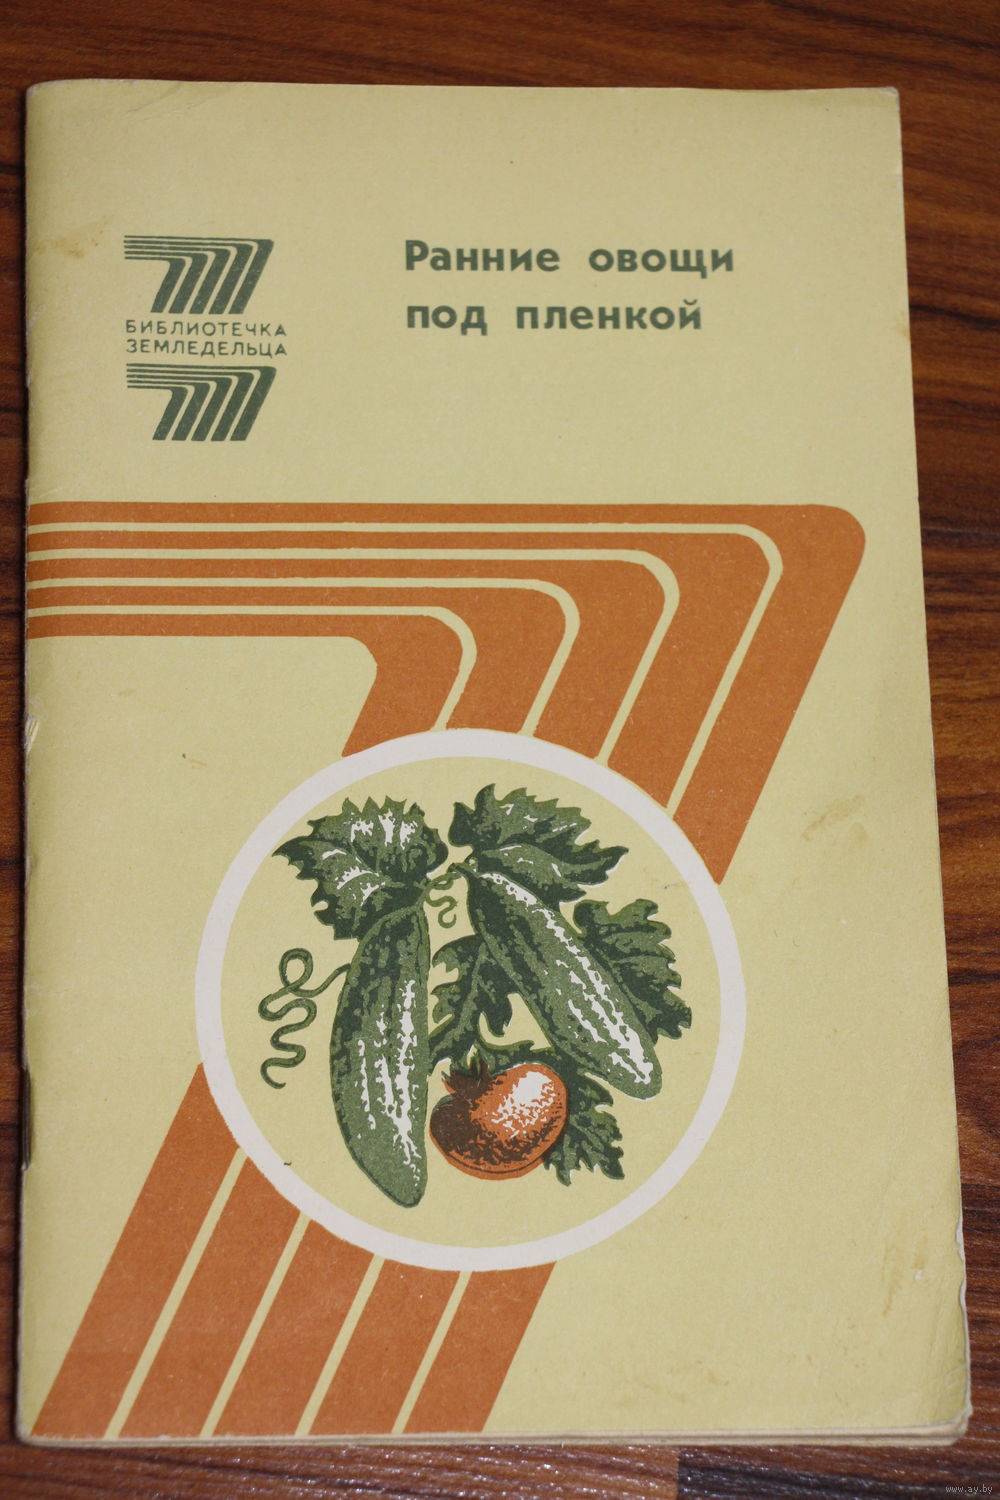 Ранние овощи
под пленкой
БИБЛИОТЕЧКА
ЗЕМЛЕДЕЛЬЦА
www.ay.by